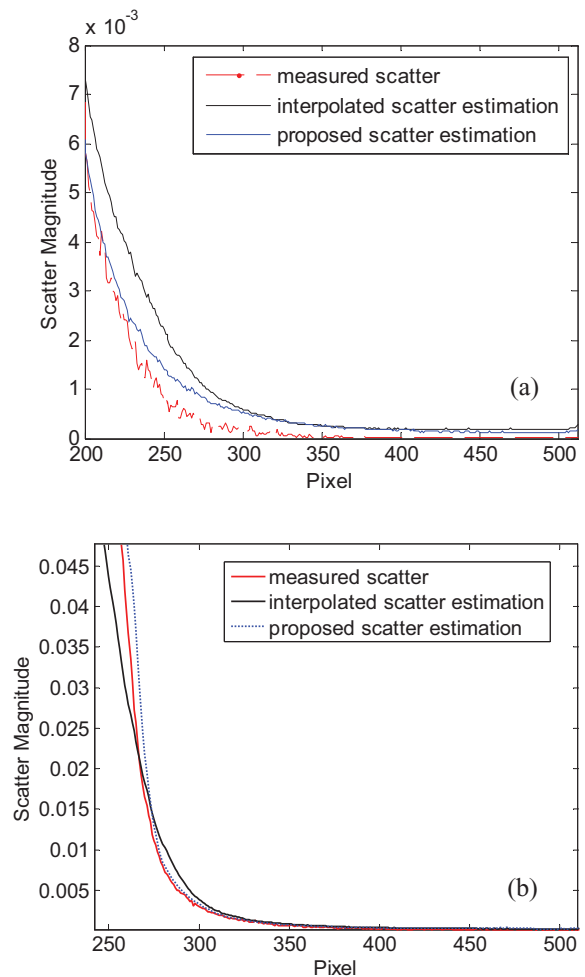 x 10⁻³
8
7
6
5
4
3
2
1
0
Scatter Magnitude
measured scatter
interpolated scatter estimation
proposed scatter estimation
(a)
200 250 300 350 400 450 500
Pixel
0.045
0.04
0.035
0.03
0.025
0.02
0.015
0.01
0.005
Scatter Magnitude
measured scatter
interpolated scatter estimation
proposed scatter estimation
(b)
250 300 350 400 450 500
Pixel